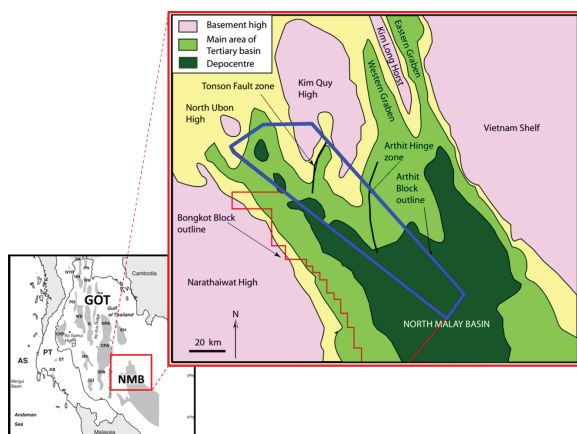 Basement high
Main area of
Tertiary basin
Depocentre
Eastern Graben
Kim Long Horst
Western Graben
Tonson Fault zone
Kim Quy
High
North Ubon
High
Vietnam Shelf
Arthit Hinge
zone
Arthit
Block
outline
Bongkot Block
outline
Narathaiwat High
N
20 km
NORTH MALAY BASIN
Cambodia
GOT
Gulf
of Thailand
PT
AS
NMB
Mergui
Basin
Andaman
Sea
Malaysia